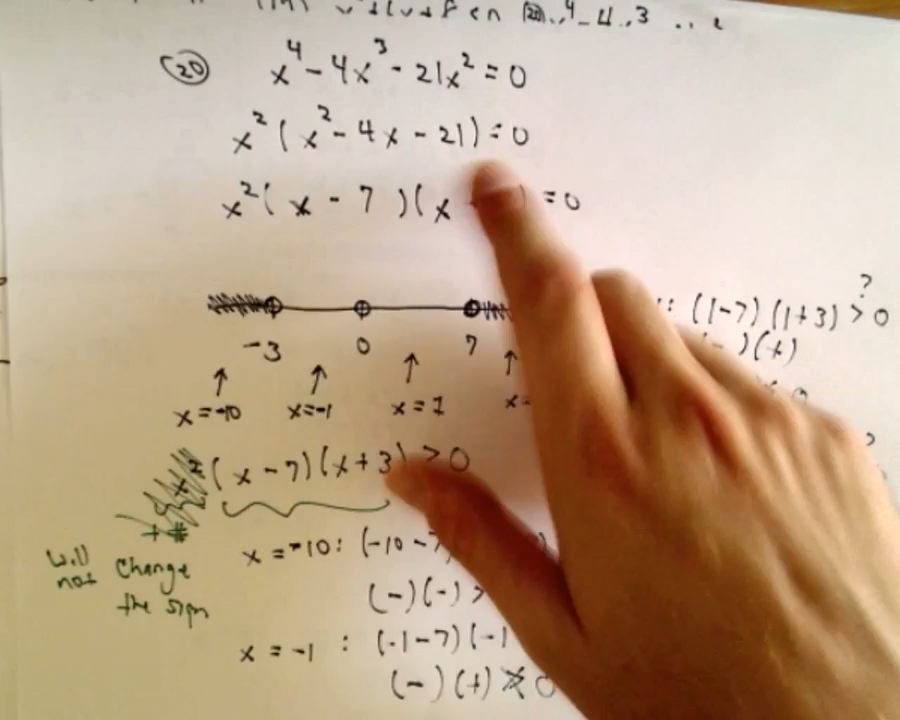 (20) x⁴ - 4x³ - 21x² = 0
x² ( x² - 4x - 21) = 0
x² ( x - 7 ) ( x = 0
-3 0 7
x = -10 x = -1 x = 1 x =
( x - 7 ) ( x + 3 ) > 0
will not change the sign
x = -10 : (-10 - 7
(-)(-) >
x = -1 : (-1 - 7) (-1
(-) (+) ≯ 0
: (1-7) (1+3) > 0 ?
(-)(+)